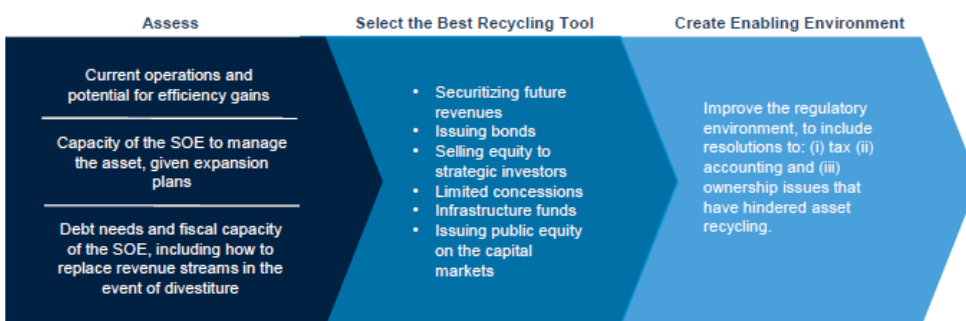 Assess
Current operations and
potential for efficiency gains
Capacity of the SOE to manage
the asset, given expansion
plans
Debt needs and fiscal capacity
of the SOE, including how to
replace revenue streams in the
event of divestiture
Select the Best Recycling Tool
• Securitizing future
revenues
• Issuing bonds
• Selling equity to
strategic investors
• Limited concessions
• Infrastructure funds
• Issuing public equity
on the capital
markets
Create Enabling Environment
Improve the regulatory
environment, to include
resolutions to: (i) tax (ii)
accounting and (iii)
ownership issues that
have hindered asset
recycling.